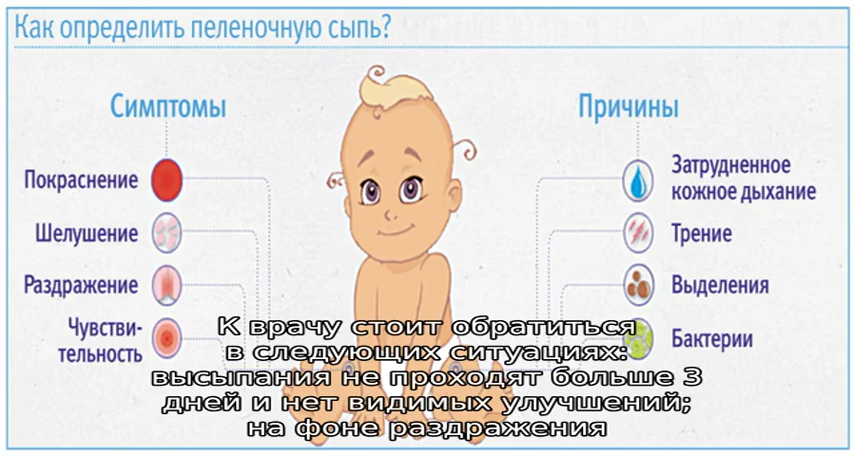 Как определить пеленочную сыпь?
Симптомы
Покраснение
Шелушение
Раздражение
Чувстви-
тельность
Причины
Затрудненное
кожное дыхание
Трение
Выделения
Бактерии
К врачу стоит обратиться
в следующих ситуациях:
высыпания не проходят больше 3
дней и нет видимых улучшений;
на фоне раздражения